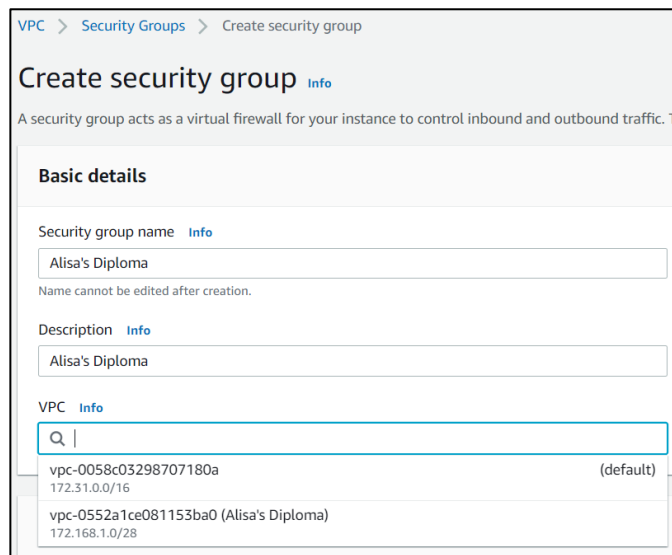 VPC > Security Groups > Create security group
Create security group Info
A security group acts as a virtual firewall for your instance to control inbound and outbound traffic.
Basic details
Security group name Info
Alisa's Diploma
Name cannot be edited after creation.
Description Info
Alisa's Diploma
VPC Info
vpc-0058c03298707180a (default)
172.31.0.0/16
vpc-0552a1ce081153ba0 (Alisa's Diploma)
172.168.1.0/28